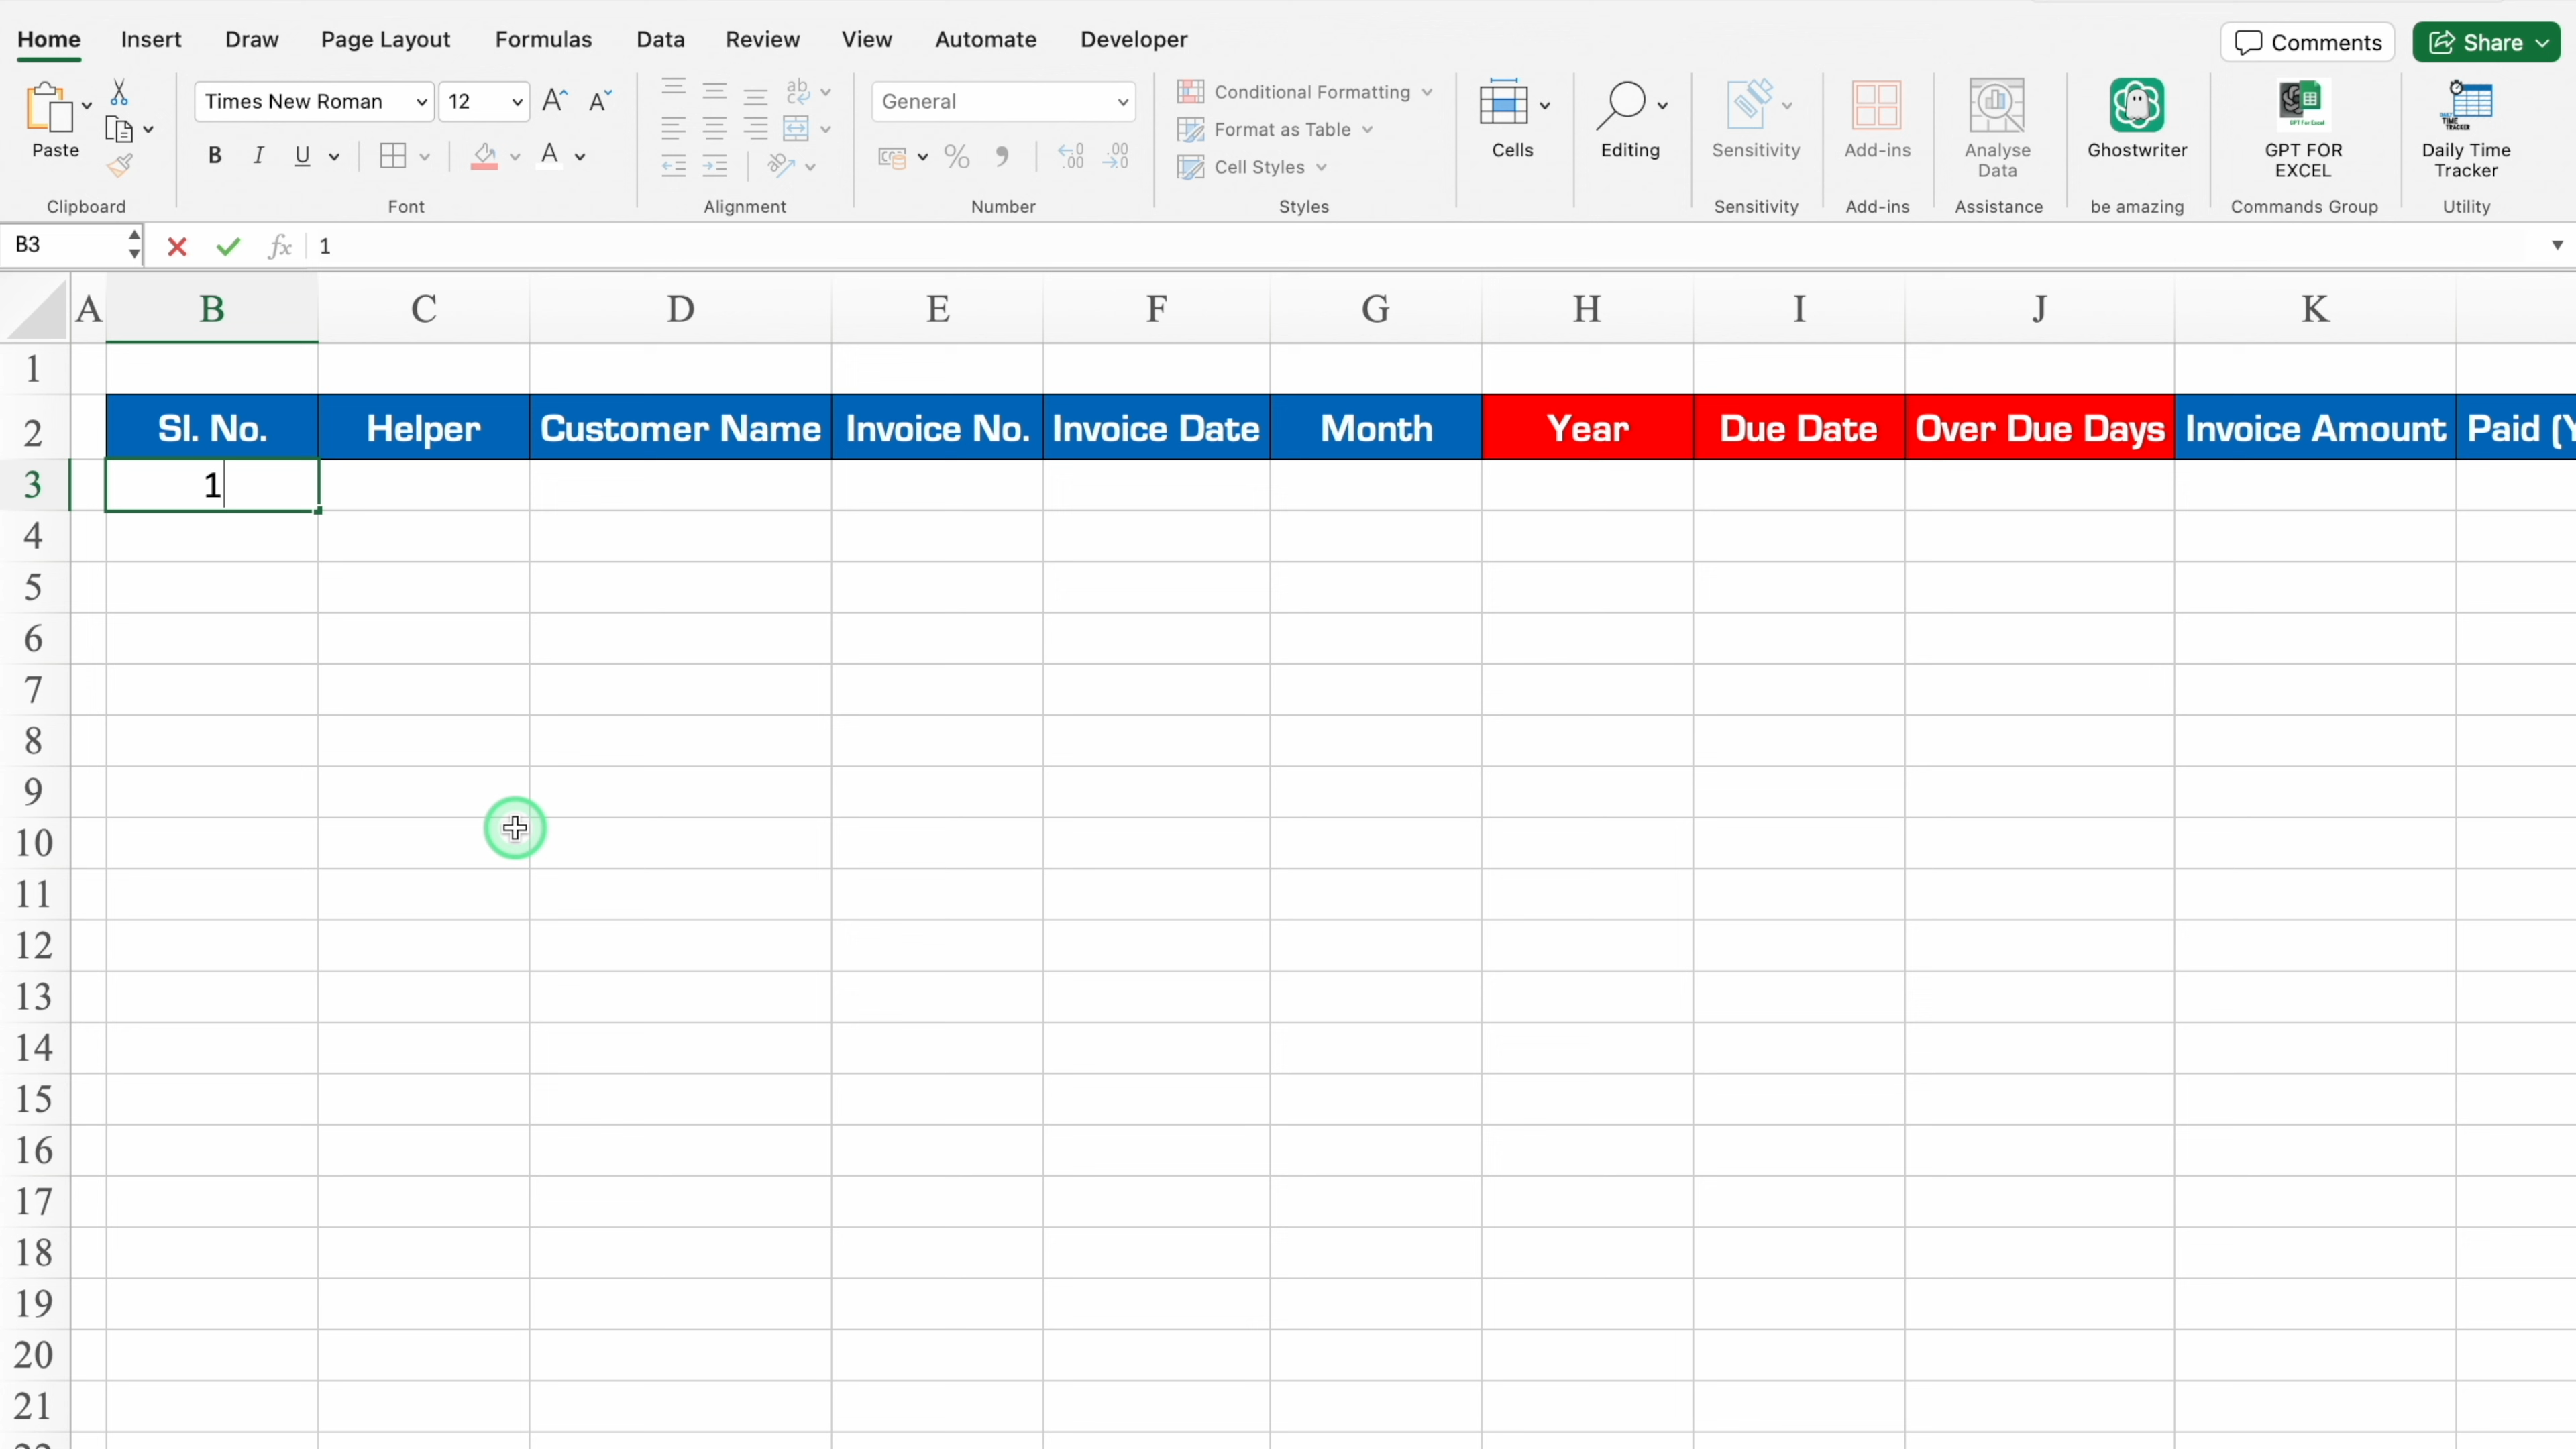 Home Insert Draw Page Layout Formulas Data Review View Automate Developer Comments Share
Paste
Clipboard
Times New Roman 12
B I U A
Font
ab
Alignment
General
% 9 .00 .00
Number
Conditional Formatting
Format as Table
Cell Styles
Styles
Cells
Editing
Sensitivity
Sensitivity
Add-ins
Add-ins
Analyse
Data
Assistance
Ghostwriter
be amazing
GPT FOR
EXCEL
Commands Group
Daily Time
Tracker
Utility
B3 fx 1
A B C D E F G H I J K
1
2 Sl. No. Helper Customer Name Invoice No. Invoice Date Month Year Due Date Over Due Days Invoice Amount Paid (Y
3 1
4
5
6
7
8
9
10
11
12
13
14
15
16
17
18
19
20
21